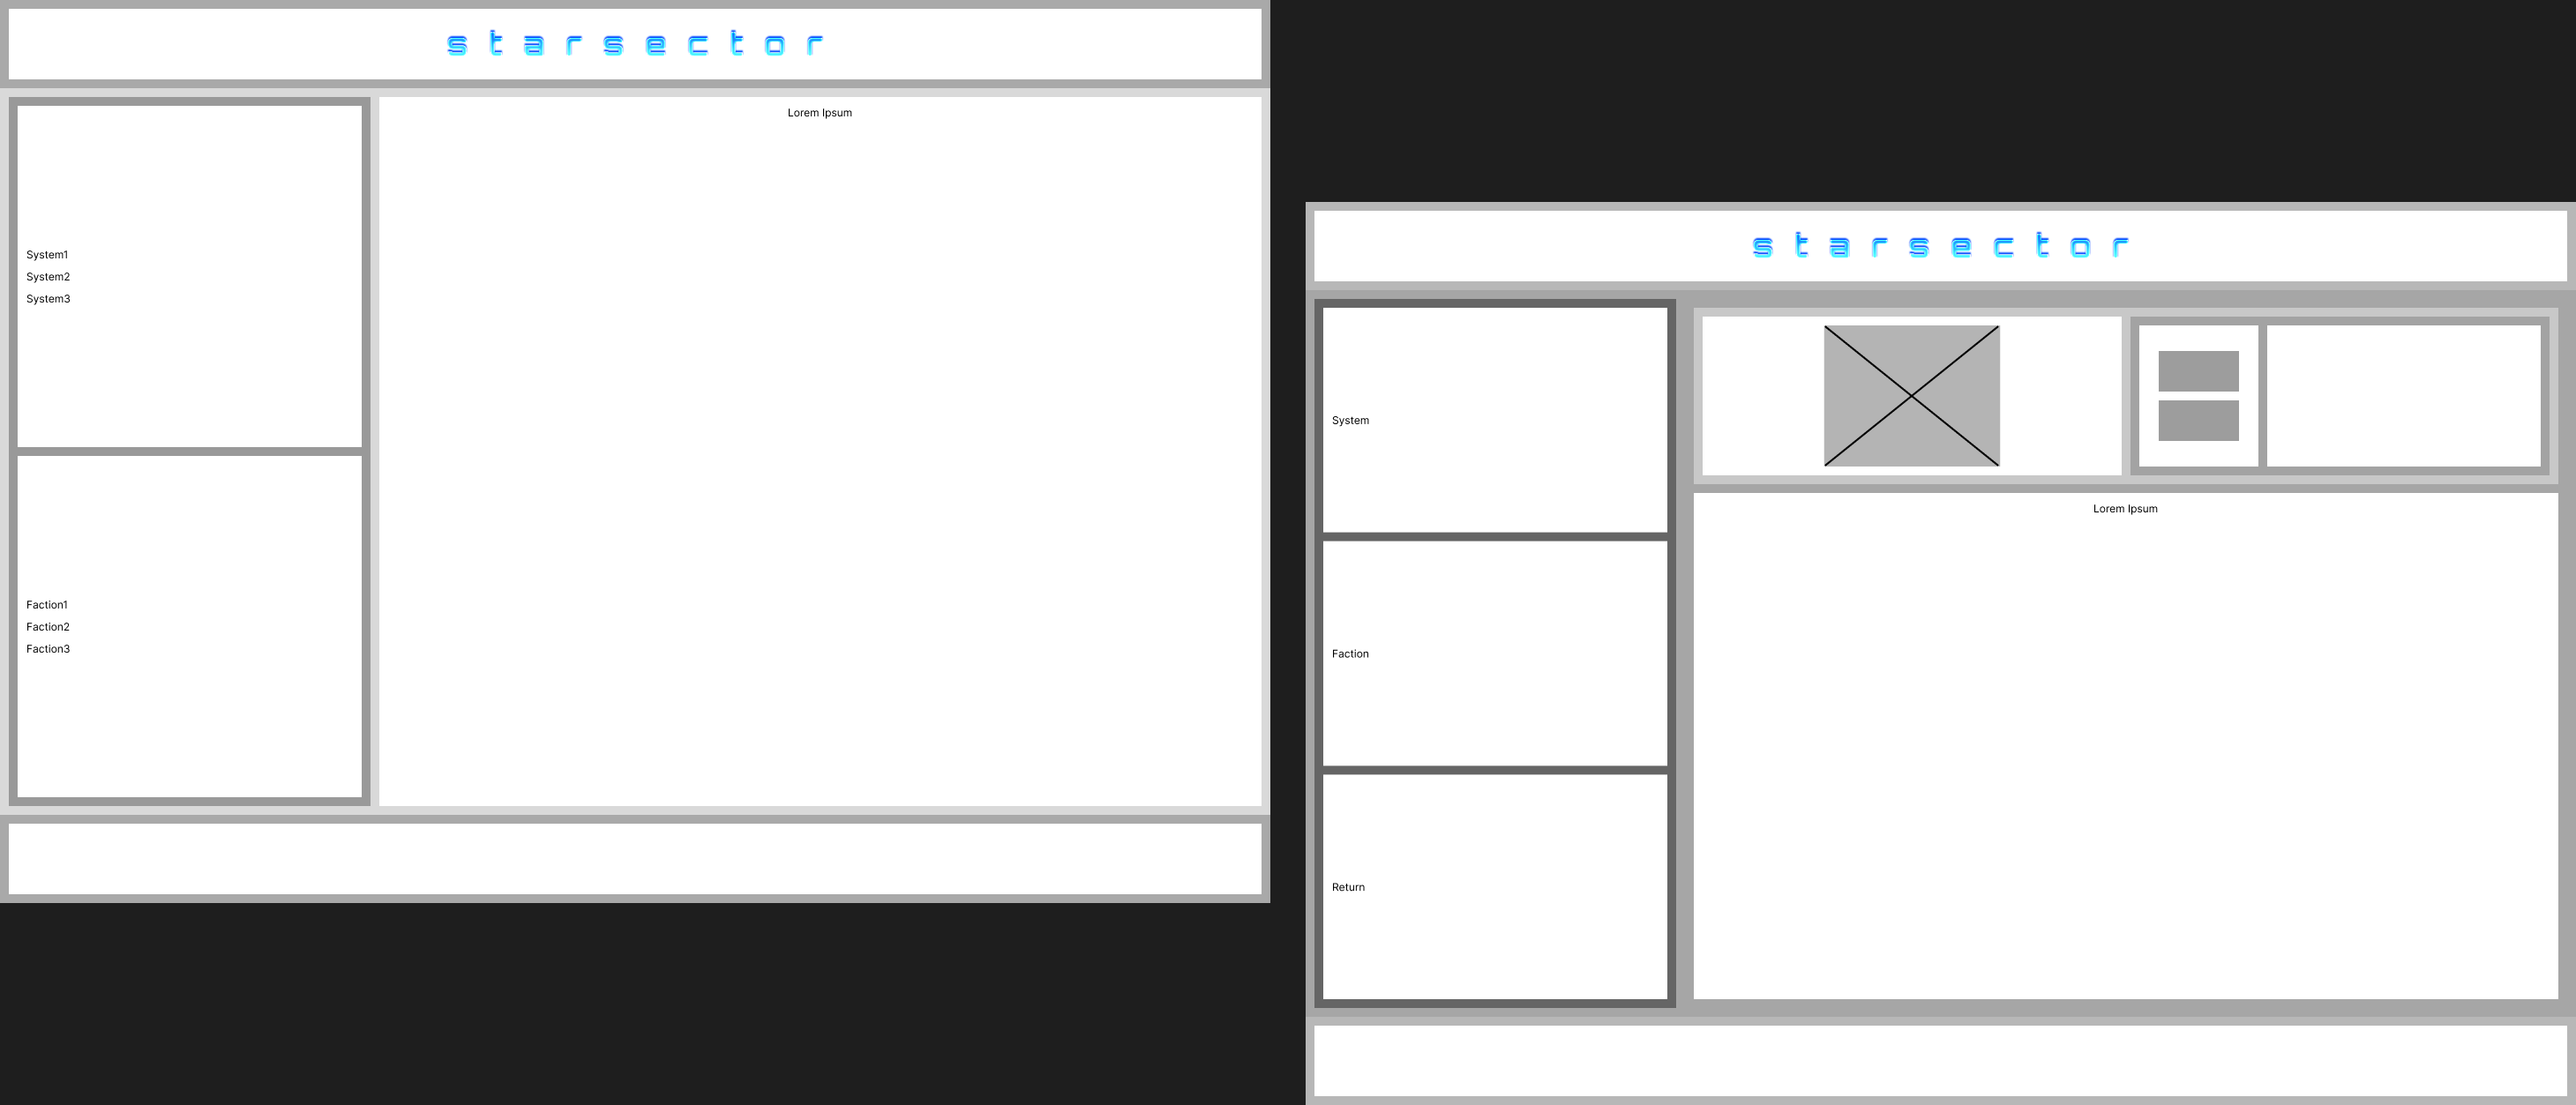 starsector
Lorem Ipsum
System1
System2
System3
Faction1
Faction2
Faction3
starsector
System
Faction
Return
Lorem Ipsum